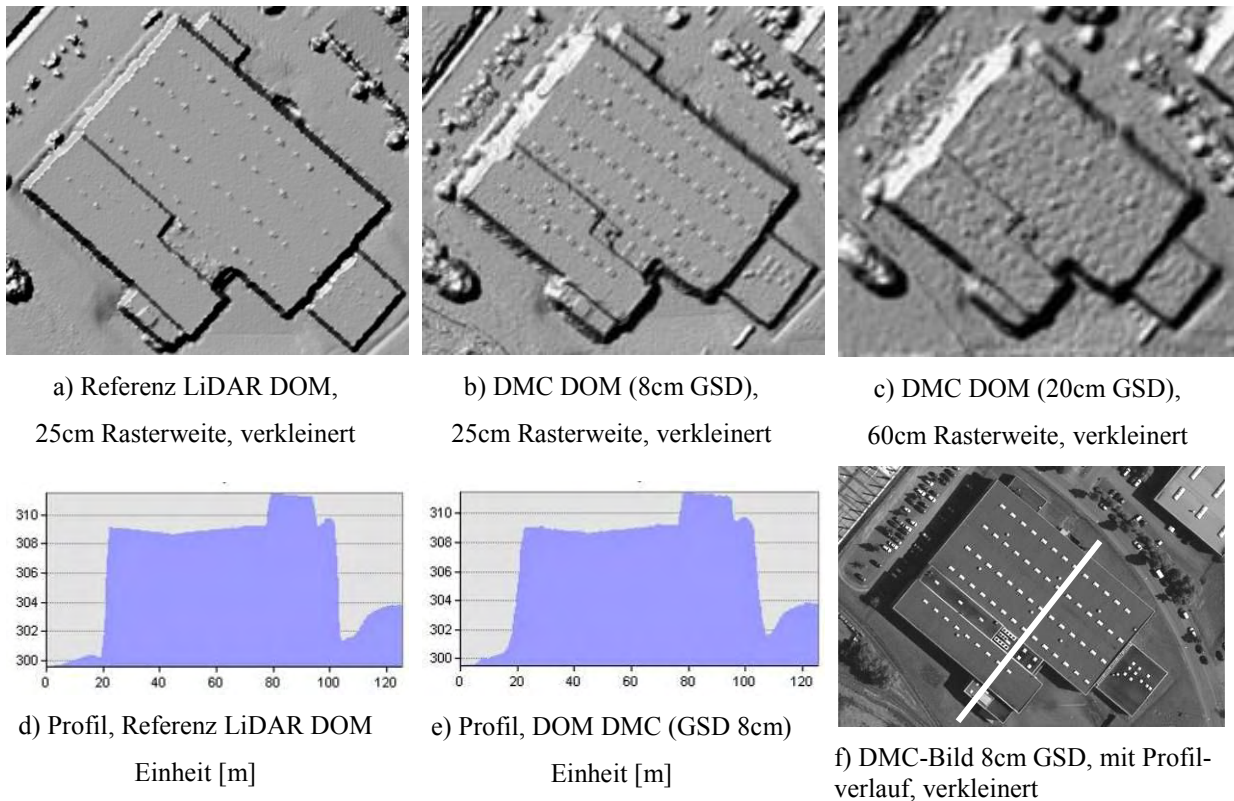 a) Referenz LiDAR DOM,
25cm Rasterweite, verkleinert
b) DMC DOM (8cm GSD),
25cm Rasterweite, verkleinert
c) DMC DOM (20cm GSD),
60cm Rasterweite, verkleinert
310
308
306
304
302
300
0 20 40 60 80 100 120
d) Profil, Referenz LiDAR DOM
Einheit [m]
310
308
306
304
302
300
0 20 40 60 80 100 120
e) Profil, DOM DMC (GSD 8cm)
Einheit [m]
f) DMC-Bild 8cm GSD, mit Profil-
verlauf, verkleinert